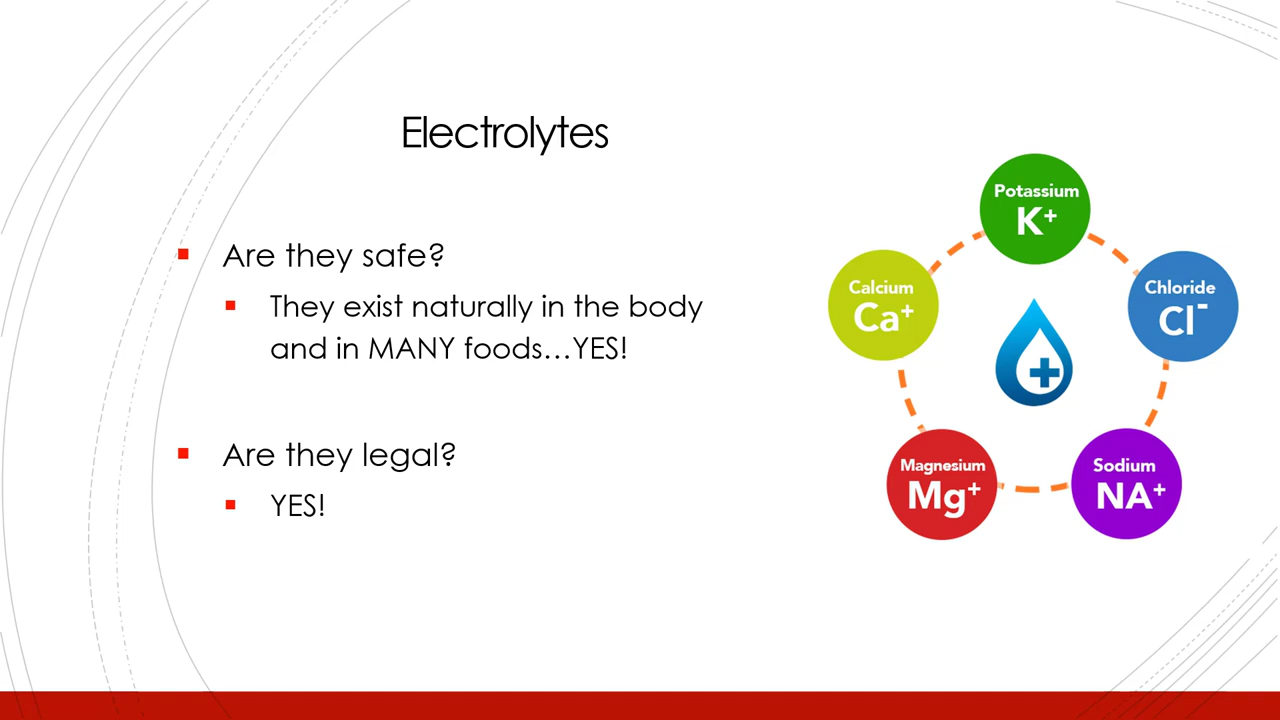 Electrolytes
▪ Are they safe?
▪ They exist naturally in the body
and in MANY foods…YES!
▪ Are they legal?
▪ YES!
Potassium
K⁺
Calcium
Ca⁺
Chloride
Cl⁻
Magnesium
Mg⁺
Sodium
NA⁺